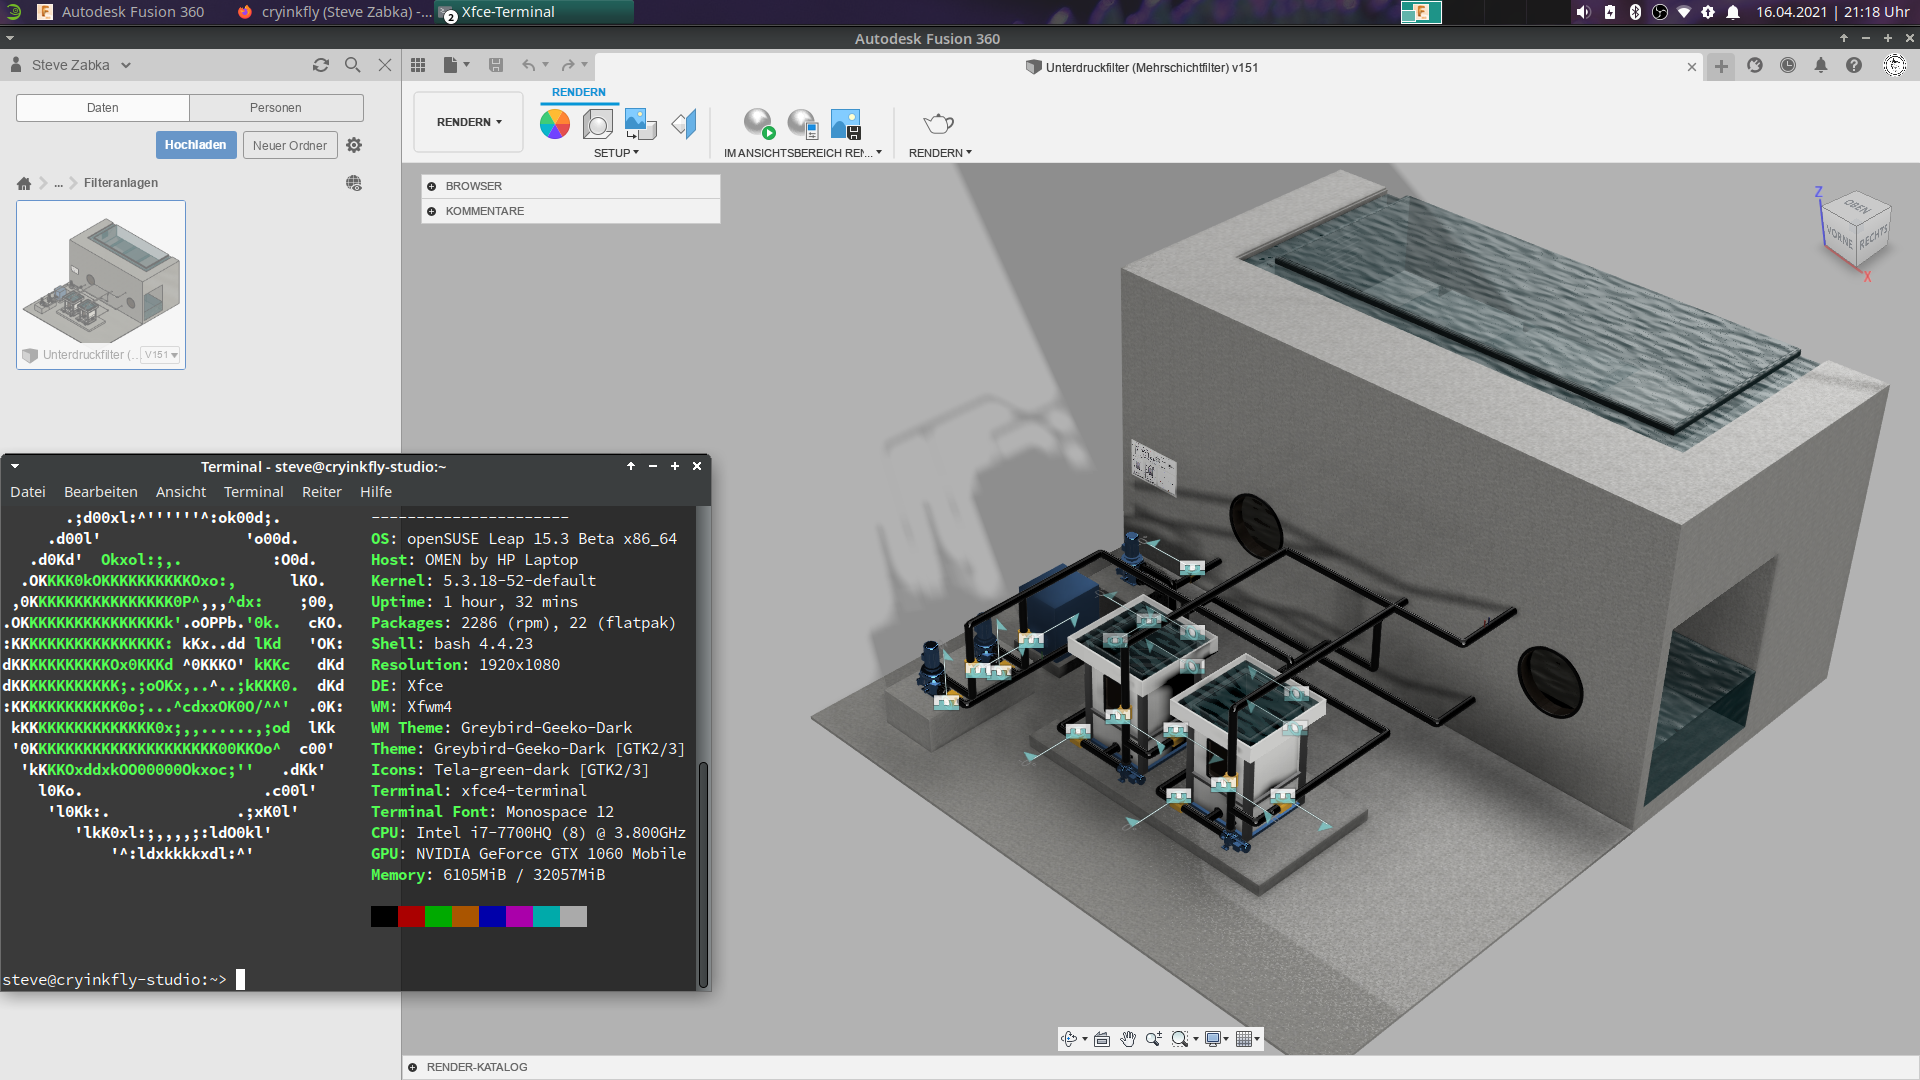 Autodesk Fusion 360
cryinkfly (Steve Zabka) -...
2
Xfce-Terminal
16.04.2021 | 21:18 Uhr
Autodesk Fusion 360
Steve Zabka
Unterdruckfilter (Mehrschichtfilter) v151
Daten
Personen
Hochladen
Neuer Ordner
...
Filteranlagen
Unterdruckfilter (...
V151
RENDERN
RENDERN
SETUP
IM ANSICHTSBEREICH REN...
RENDERN
BROWSER
KOMMENTARE
Z
OBEN
VORNE
RECHTS
X
Terminal - steve@cryinkfly-studio:~
Datei Bearbeiten Ansicht Terminal Reiter Hilfe
.;d00xl:^''''''^:ok00d;. ----------------------
.d00l' 'o00d. OS: openSUSE Leap 15.3 Beta x86_64
.d0Kd' Okxol:;,. :O0d. Host: OMEN by HP Laptop
.OKKKK0kOKKKKKKKKKKOxo:, lKO. Kernel: 5.3.18-52-default
,0KKKKKKKKKKKKKKKK0P^,,,^dx: ;00, Uptime: 1 hour, 32 mins
.OKKKKKKKKKKKKKKKKk'.oOPPb.'0k. cKO. Packages: 2286 (rpm), 22 (flatpak)
:KKKKKKKKKKKKKKKKK: kKx..dd lKd 'OK: Shell: bash 4.4.23
dKKKKKKKKKKKOx0KKKd ^0KKKO' kKKc dKd Resolution: 1920x1080
dKKKKKKKKKKKK;.;oOKx,..^..;kKKK0. dKd DE: Xfce
:KKKKKKKKKKKK0o;...^cdxxOK0O/^^' .0K: WM: Xfwm4
kKKKKKKKKKKKKKKK0x;,,......,;od lKk WM Theme: Greybird-Geeko-Dark
'0KKKKKKKKKKKKKKKKKKKKK00KKOo^ c00' Theme: Greybird-Geeko-Dark [GTK2/3]
'kKKKOxddxkOO00000Okxoc;'' .dKk' Icons: Tela-green-dark [GTK2/3]
l0Ko. .c00l' Terminal: xfce4-terminal
'l0Kk:. .;xK0l' Terminal Font: Monospace 12
'lkK0xl:;,,,,;:ldO0kl' CPU: Intel i7-7700HQ (8) @ 3.800GHz
'^:ldxkkkkxdl:^' GPU: NVIDIA GeForce GTX 1060 Mobile
Memory: 6105MiB / 32057MiB
steve@cryinkfly-studio:~>
RENDER-KATALOG